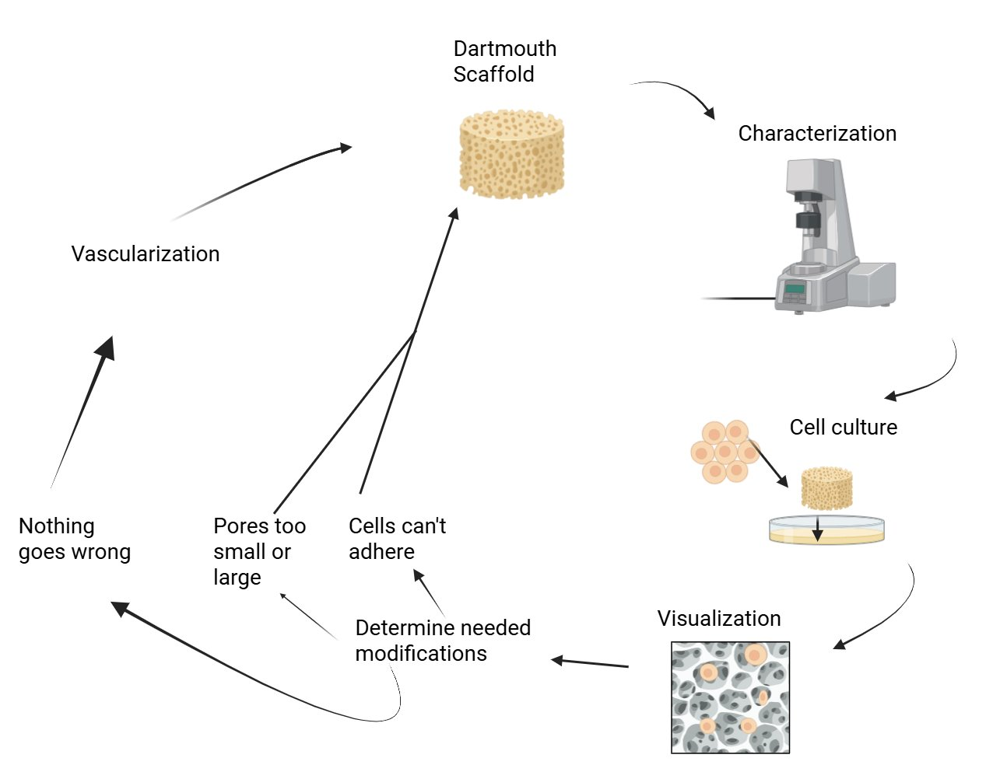 Dartmouth
Scaffold
Characterization
Vascularization
Cell culture
Nothing
goes wrong
Pores too
small or
large
Cells can't
adhere
Determine needed
modifications
Visualization